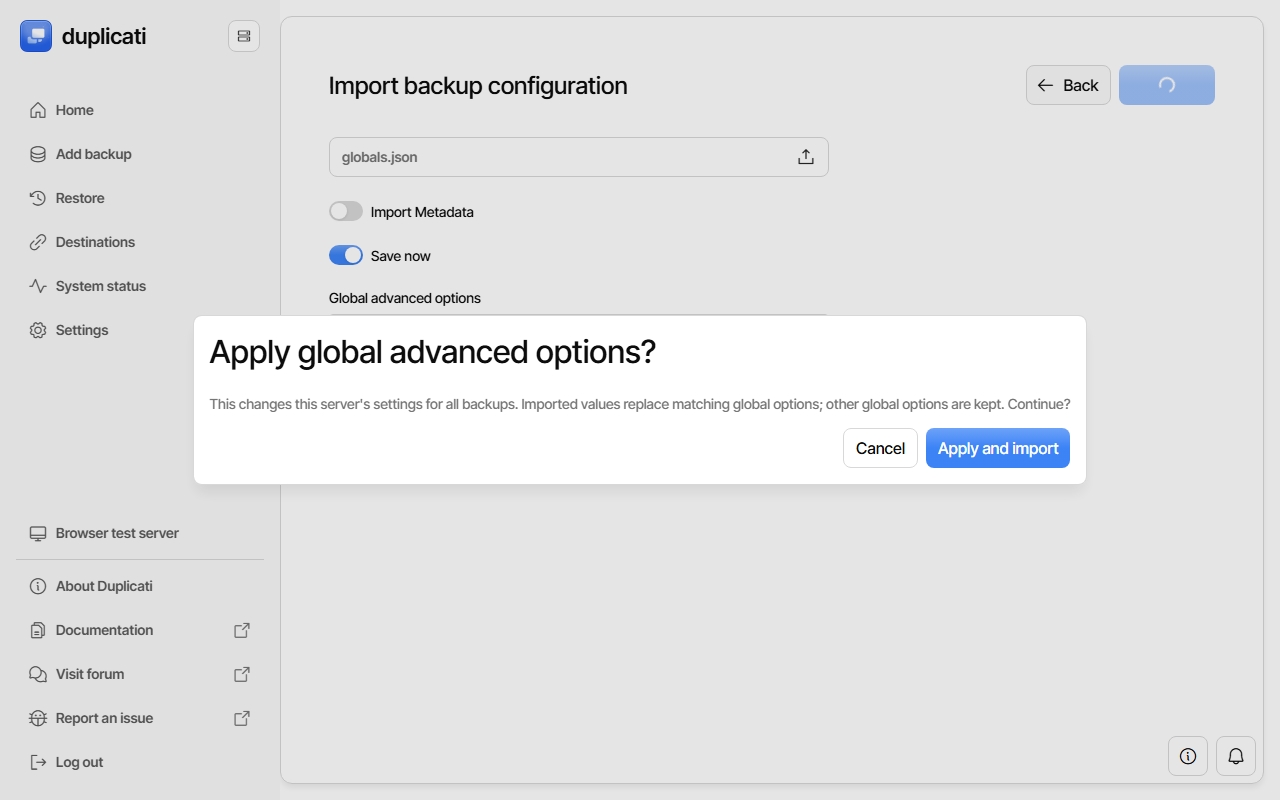 duplicati
Home
Add backup
Restore
Destinations
System status
Settings
Browser test server
About Duplicati
Documentation
Visit forum
Report an issue
Log out
Import backup configuration
Back
globals.json
Import Metadata
Save now
Global advanced options
Apply global advanced options?
This changes this server's settings for all backups. Imported values replace matching global options; other global options are kept. Continue?
Cancel
Apply and import